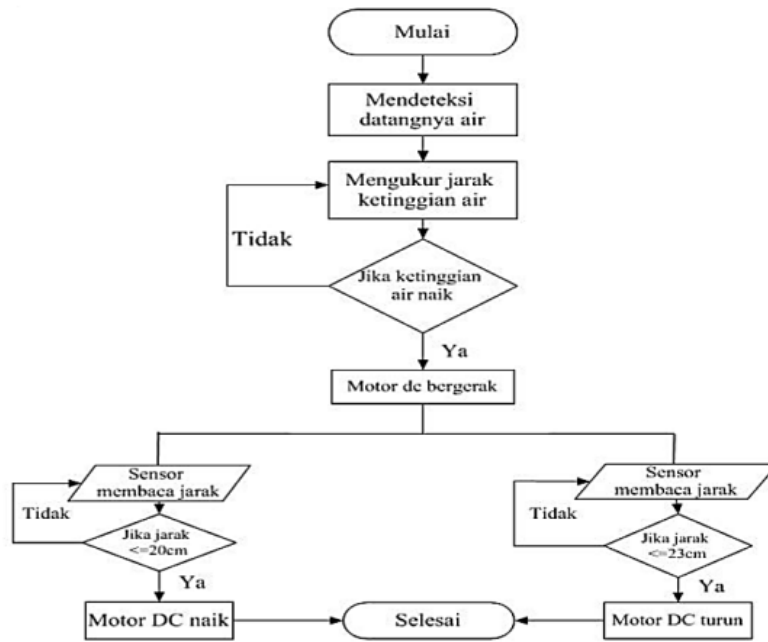 Mulai
Mendeteksi
datangnya air
Mengukur jarak
ketinggian air
Tidak
Jika ketinggian
air naik
Ya
Motor dc bergerak
Sensor
membaca jarak
Tidak
Jika jarak
<=20cm
Ya
Motor DC naik
Sensor
membaca jarak
Tidak
Jika jarak
<=23cm
Ya
Motor DC turun
Selesai